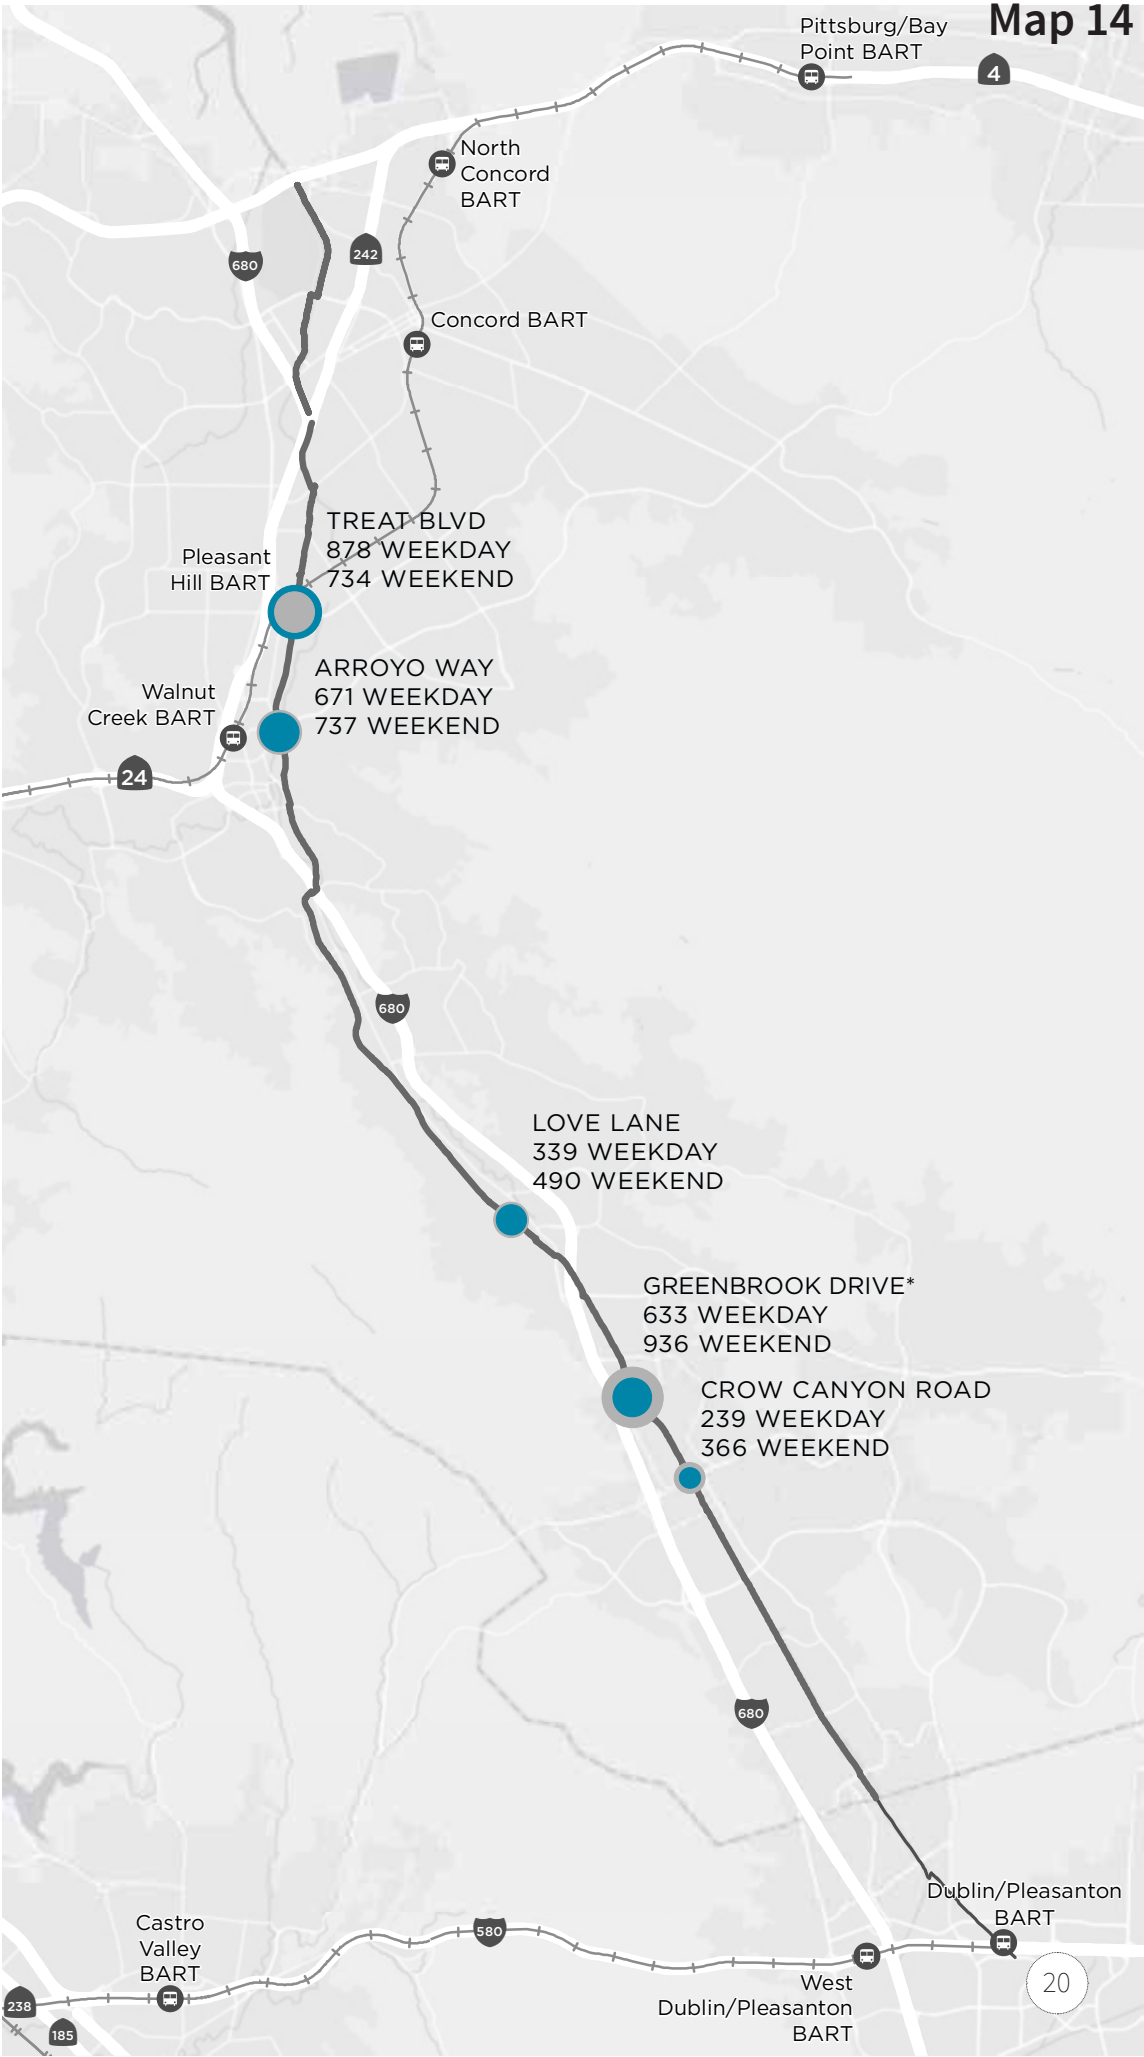 Map 14
Pittsburg/Bay
Point BART
4
North
Concord
BART
680
242
Concord BART
TREAT BLVD
878 WEEKDAY
734 WEEKEND
Pleasant
Hill BART
ARROYO WAY
671 WEEKDAY
737 WEEKEND
Walnut
Creek BART
24
680
LOVE LANE
339 WEEKDAY
490 WEEKEND
GREENBROOK DRIVE*
633 WEEKDAY
936 WEEKEND
CROW CANYON ROAD
239 WEEKDAY
366 WEEKEND
680
Dublin/Pleasanton
BART
Castro
Valley
BART
580
West
Dublin/Pleasanton
BART
20
238
185